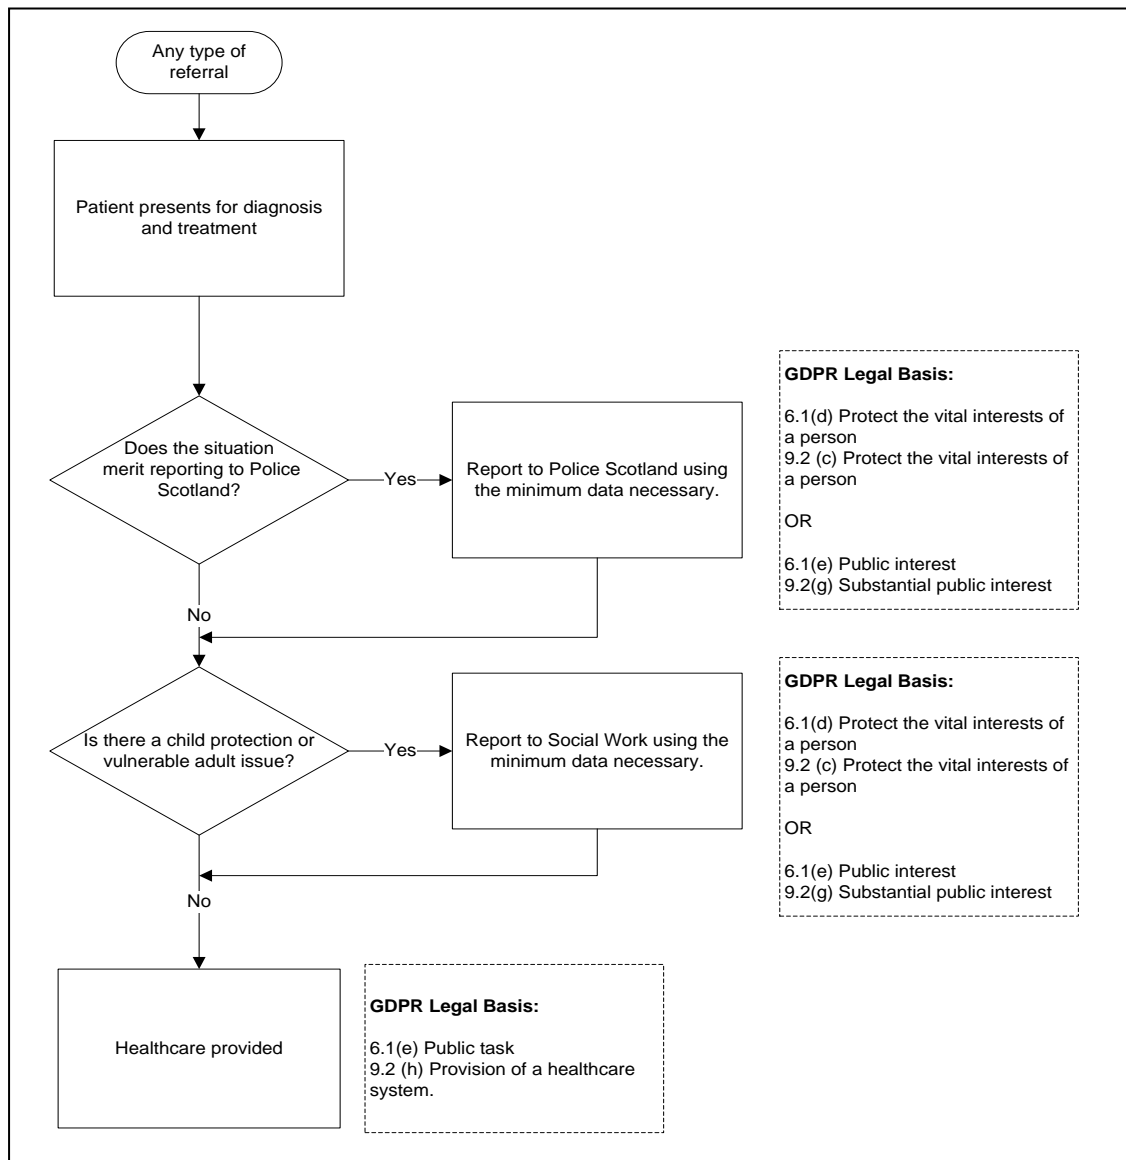 Any type of
referral
Patient presents for diagnosis
and treatment
Does the situation
merit reporting to Police
Scotland?
Yes
Report to Police Scotland using
the minimum data necessary.
GDPR Legal Basis:
6.1(d) Protect the vital interests of
a person
9.2 (c) Protect the vital interests of
a person
OR
6.1(e) Public interest
9.2(g) Substantial public interest
No
Is there a child protection or
vulnerable adult issue?
Yes
Report to Social Work using the
minimum data necessary.
GDPR Legal Basis:
6.1(d) Protect the vital interests of
a person
9.2 (c) Protect the vital interests of
a person
OR
6.1(e) Public interest
9.2(g) Substantial public interest
No
Healthcare provided
GDPR Legal Basis:
6.1(e) Public task
9.2 (h) Provision of a healthcare
system.